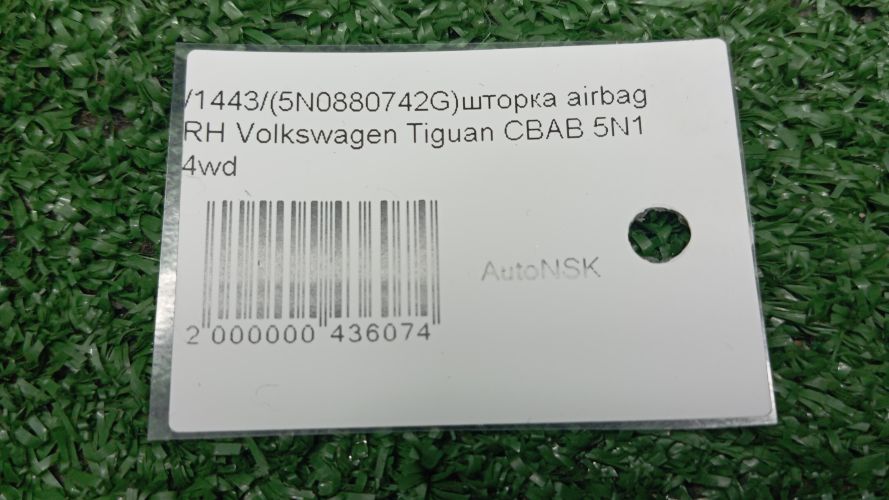 /1443/(5N0880742G)шторка airbag
RH Volkswagen Tiguan CBAB 5N1
4wd
AutoNSK
2 000000 436074